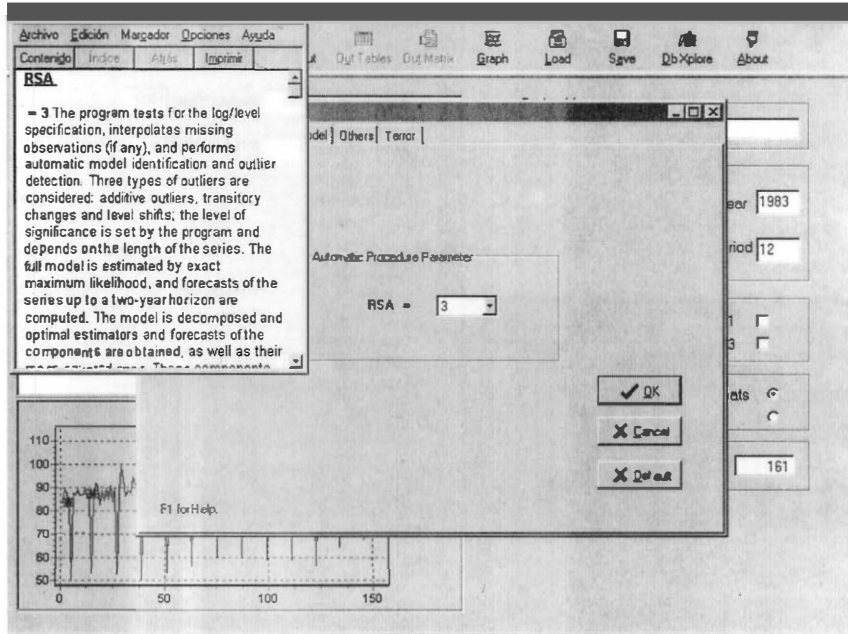 Archivo Edición Marcador Opciones Ayuda
Contenido Índice Atrás Imprimir
Out Tables Out Matrix Graph Load Save Db Xplore About
RSA
= 3 The program tests for the log/level
specification, interpolates missing
observations (if any), and performs
automatic model identification and outlier
detection. Three types of outliers are
considered: additive outliers, transitory
changes and level shifts; the level of
significance is set by the program and
depends on the length of the series. The
full model is estimated by exact
maximum likelihood, and forecasts of the
series up to a two-year horizon are
computed. The model is decomposed and
optimal estimators and forecasts of the
components are obtained, as well as their
Others Terror
Automatic Procedure Parameter
RSA = 3
OK
Cancel
Default
F1 for Help.
1983
12
1
3
161
110
100
90
80
70
60
50
0 50 100 150